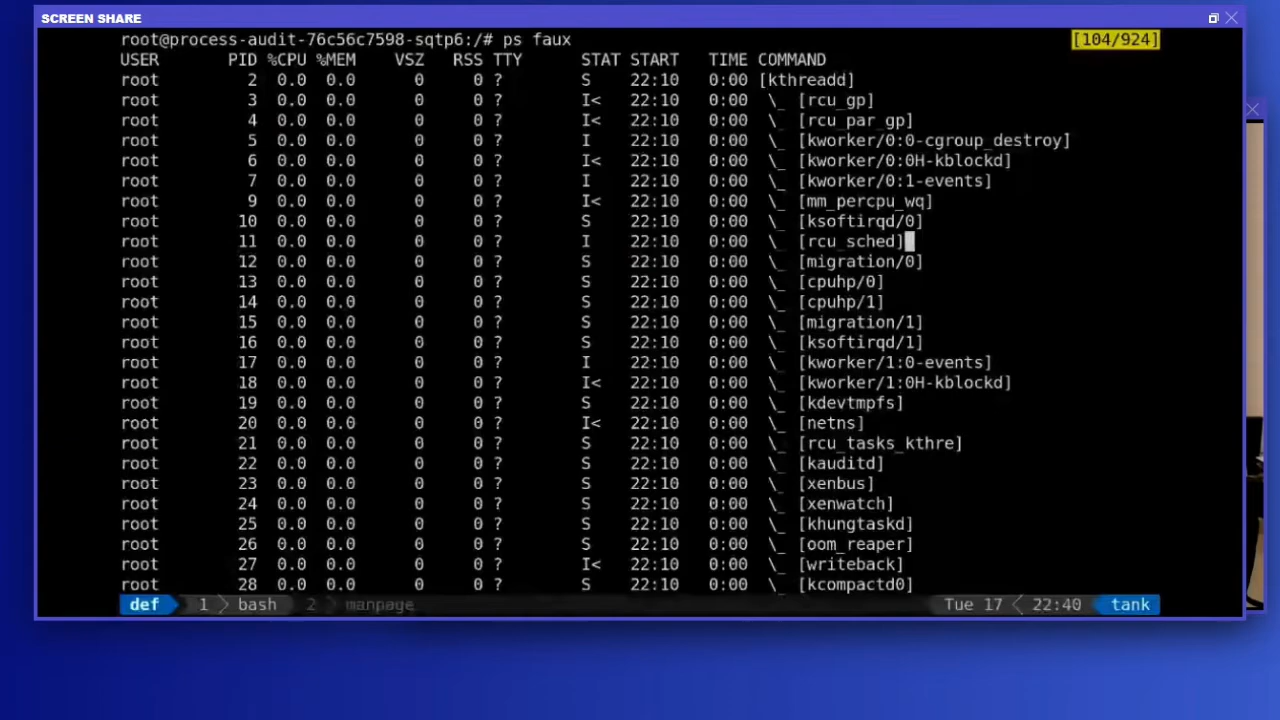 SCREEN SHARE
root@process-audit-76c56c7598-sqtp6:/# ps faux [104/924]
USER PID %CPU %MEM VSZ RSS TTY STAT START TIME COMMAND
root 2 0.0 0.0 0 0 ? S 22:10 0:00 [kthreadd]
root 3 0.0 0.0 0 0 ? I< 22:10 0:00 \_ [rcu_gp]
root 4 0.0 0.0 0 0 ? I< 22:10 0:00 \_ [rcu_par_gp]
root 5 0.0 0.0 0 0 ? I 22:10 0:00 \_ [kworker/0:0-cgroup_destroy]
root 6 0.0 0.0 0 0 ? I< 22:10 0:00 \_ [kworker/0:0H-kblockd]
root 7 0.0 0.0 0 0 ? I 22:10 0:00 \_ [kworker/0:1-events]
root 9 0.0 0.0 0 0 ? I< 22:10 0:00 \_ [mm_percpu_wq]
root 10 0.0 0.0 0 0 ? S 22:10 0:00 \_ [ksoftirqd/0]
root 11 0.0 0.0 0 0 ? I 22:10 0:00 \_ [rcu_sched]
root 12 0.0 0.0 0 0 ? S 22:10 0:00 \_ [migration/0]
root 13 0.0 0.0 0 0 ? S 22:10 0:00 \_ [cpuhp/0]
root 14 0.0 0.0 0 0 ? S 22:10 0:00 \_ [cpuhp/1]
root 15 0.0 0.0 0 0 ? S 22:10 0:00 \_ [migration/1]
root 16 0.0 0.0 0 0 ? S 22:10 0:00 \_ [ksoftirqd/1]
root 17 0.0 0.0 0 0 ? I 22:10 0:00 \_ [kworker/1:0-events]
root 18 0.0 0.0 0 0 ? I< 22:10 0:00 \_ [kworker/1:0H-kblockd]
root 19 0.0 0.0 0 0 ? S 22:10 0:00 \_ [kdevtmpfs]
root 20 0.0 0.0 0 0 ? I< 22:10 0:00 \_ [netns]
root 21 0.0 0.0 0 0 ? S 22:10 0:00 \_ [rcu_tasks_kthre]
root 22 0.0 0.0 0 0 ? S 22:10 0:00 \_ [kauditd]
root 23 0.0 0.0 0 0 ? S 22:10 0:00 \_ [xenbus]
root 24 0.0 0.0 0 0 ? S 22:10 0:00 \_ [xenwatch]
root 25 0.0 0.0 0 0 ? S 22:10 0:00 \_ [khungtaskd]
root 26 0.0 0.0 0 0 ? S 22:10 0:00 \_ [oom_reaper]
root 27 0.0 0.0 0 0 ? I< 22:10 0:00 \_ [writeback]
root 28 0.0 0.0 0 0 ? S 22:10 0:00 \_ [kcompactd0]
def 1 bash 2 manpage Tue 17 22:40 tank